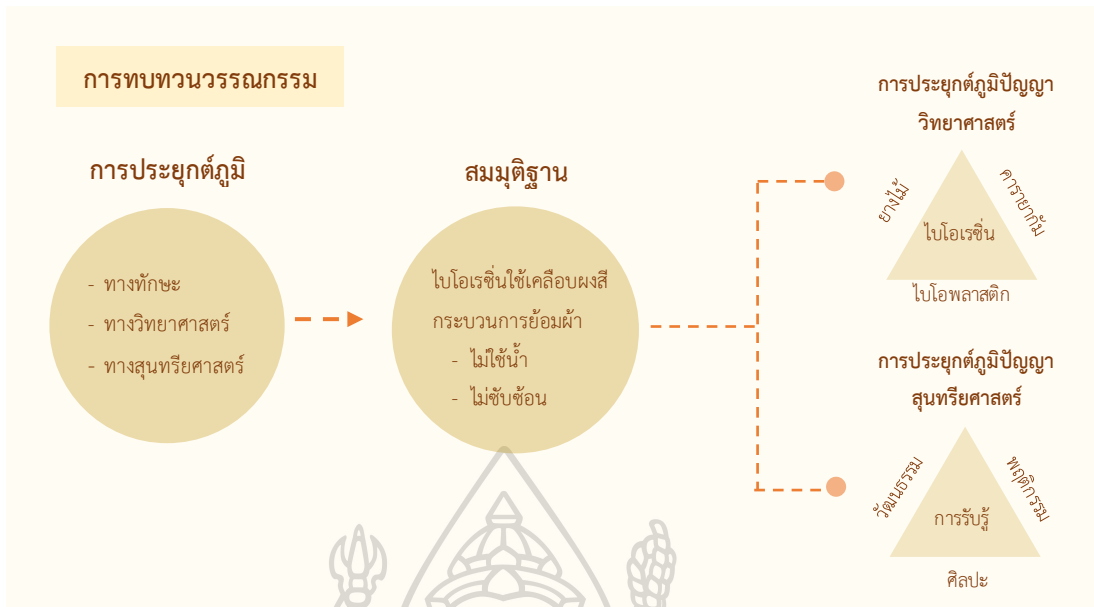 การทบทวนวรรณกรรม
การประยุกต์ภูมิ
- ทางทักษะ
- ทางวิทยาศาสตร์
- ทางสุนทรียศาสตร์
สมมุติฐาน
ไบโอเรซิ่นใช้เคลือบผงสี
กระบวนการย้อมผ้า
- ไม่ใช้น้ำ
- ไม่ซับซ้อน
การประยุกต์ภูมิปัญญา
วิทยาศาสตร์
ยางไม้
คารายากัม
ไบโอเรซิ่น
ไบโอพลาสติก
การประยุกต์ภูมิปัญญา
สุนทรียศาสตร์
วัฒนธรรม
พฤติกรรม
การรับรู้
ศิลปะ